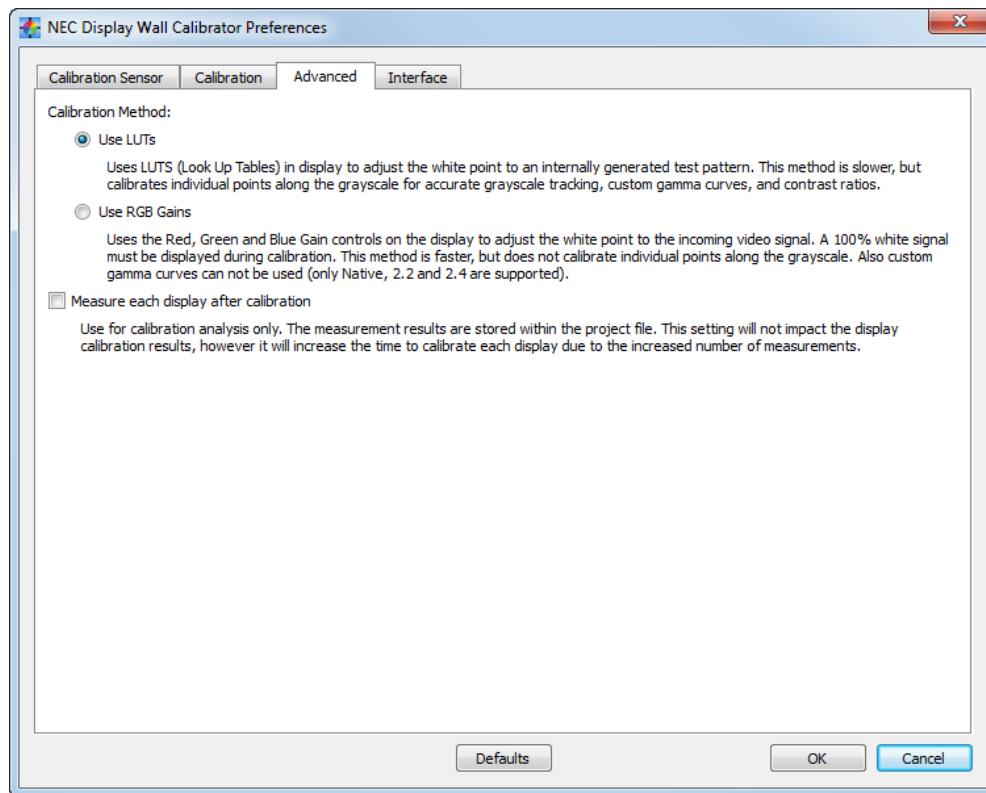 NEC Display Wall Calibrator Preferences
Calibration Sensor
Calibration
Advanced
Interface
Calibration Method:
Use LUTs
Uses LUTS (Look Up Tables) in display to adjust the white point to an internally generated test pattern. This method is slower, but
calibrates individual points along the grayscale for accurate grayscale tracking, custom gamma curves, and contrast ratios.
Use RGB Gains
Uses the Red, Green and Blue Gain controls on the display to adjust the white point to the incoming video signal. A 100% white signal
must be displayed during calibration. This method is faster, but does not calibrate individual points along the grayscale. Also custom
gamma curves can not be used (only Native, 2.2 and 2.4 are supported).
Measure each display after calibration
Use for calibration analysis only. The measurement results are stored within the project file. This setting will not impact the display
calibration results, however it will increase the time to calibrate each display due to the increased number of measurements.
Defaults
OK
Cancel